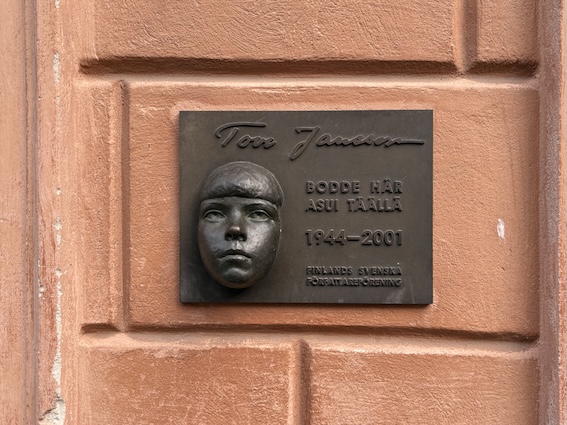 Tove Jansson
BODDE HÄR
ASUI TÄÄLLÄ
1944–2001
FINLANDS SVENSKA
FÖRFATTAREFÖRENING